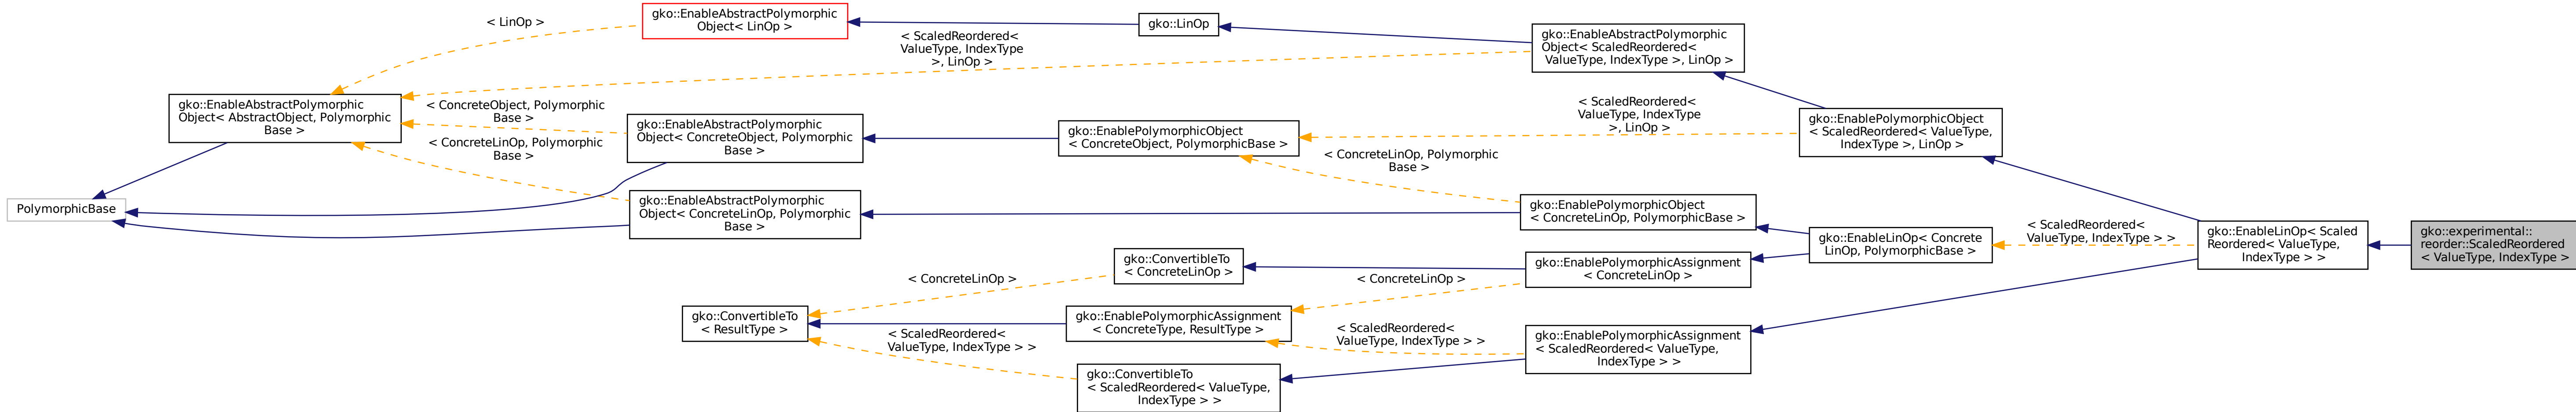 PolymorphicBase
gko::EnableAbstractPolymorphic
Object< AbstractObject, Polymorphic
Base >
< LinOp >
< ScaledReordered<
ValueType, IndexType
>, LinOp >
< ConcreteObject, Polymorphic
Base >
< ConcreteLinOp, Polymorphic
Base >
gko::EnableAbstractPolymorphic
Object< LinOp >
gko::EnableAbstractPolymorphic
Object< ConcreteObject, Polymorphic
Base >
gko::EnableAbstractPolymorphic
Object< ConcreteLinOp, Polymorphic
Base >
gko::ConvertibleTo
< ResultType >
< ConcreteLinOp >
< ScaledReordered<
ValueType, IndexType > >
gko::LinOp
gko::EnablePolymorphicObject
< ConcreteObject, PolymorphicBase >
gko::ConvertibleTo
< ConcreteLinOp >
gko::EnablePolymorphicAssignment
< ConcreteType, ResultType >
gko::ConvertibleTo
< ScaledReordered< ValueType,
IndexType > >
< ScaledReordered<
ValueType, IndexType
>, LinOp >
< ConcreteLinOp, Polymorphic
Base >
< ConcreteLinOp >
< ScaledReordered<
ValueType, IndexType > >
gko::EnableAbstractPolymorphic
Object< ScaledReordered<
ValueType, IndexType >, LinOp >
gko::EnablePolymorphicObject
< ConcreteLinOp, PolymorphicBase >
gko::EnablePolymorphicAssignment
< ConcreteLinOp >
gko::EnablePolymorphicAssignment
< ScaledReordered< ValueType,
IndexType > >
gko::EnablePolymorphicObject
< ScaledReordered< ValueType,
IndexType >, LinOp >
gko::EnableLinOp< Concrete
LinOp, PolymorphicBase >
< ScaledReordered<
ValueType, IndexType > >
gko::EnableLinOp< Scaled
Reordered< ValueType,
IndexType > >
gko::experimental::
reorder::ScaledReordered
< ValueType, IndexType >